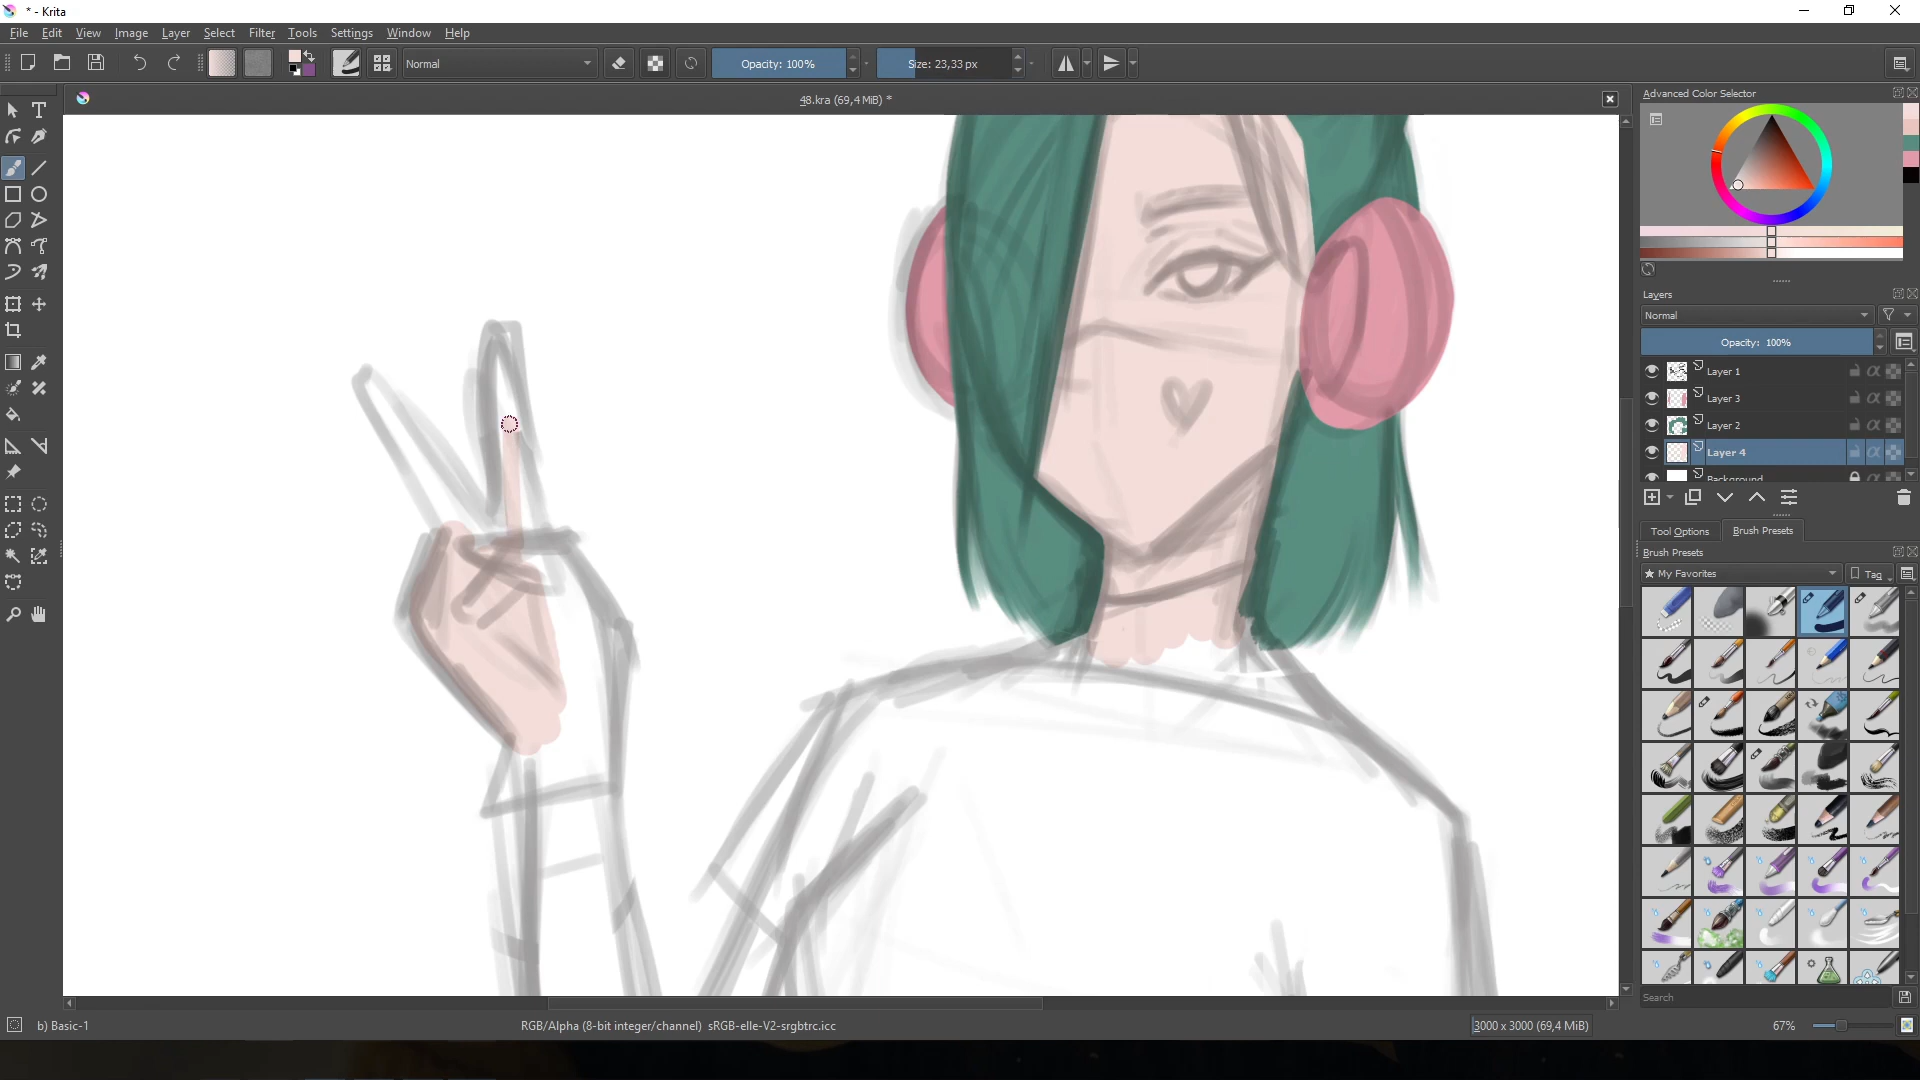 * - Krita
File Edit View Image Layer Select Filter Tools Settings Window Help
Normal
Opacity: 100%
Size: 23,33 px
48.kra (69,4 MiB) *
Advanced Color Selector
Layers
Normal
Opacity: 100%
Layer 1
Layer 3
Layer 2
Layer 4
Background
Tool Options Brush Presets
Brush Presets
★ My Favorites
Tag
Search
b) Basic-1
RGB/Alpha (8-bit integer/channel) sRGB-elle-V2-srgbtrc.icc
3000 x 3000 (69,4 MiB)
67%